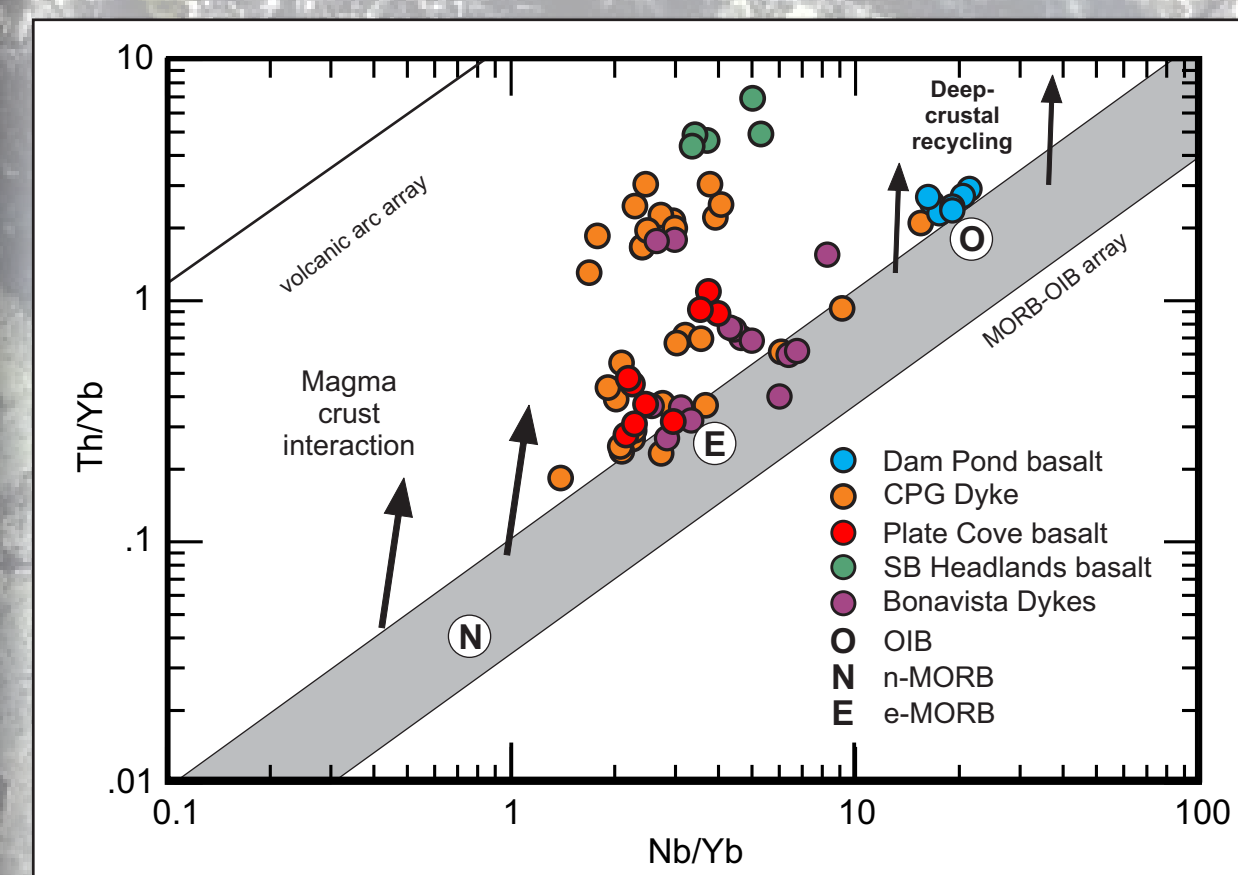 10
1
.1
.01
Th/Yb
0.1
1
10
100
Nb/Yb
volcanic arc array
Deep-
crustal
recycling
MORB-OIB array
Magma
crust
interaction
O
E
N
Dam Pond basalt
CPG Dyke
Plate Cove basalt
SB Headlands basalt
Bonavista Dykes
O OIB
N n-MORB
E e-MORB